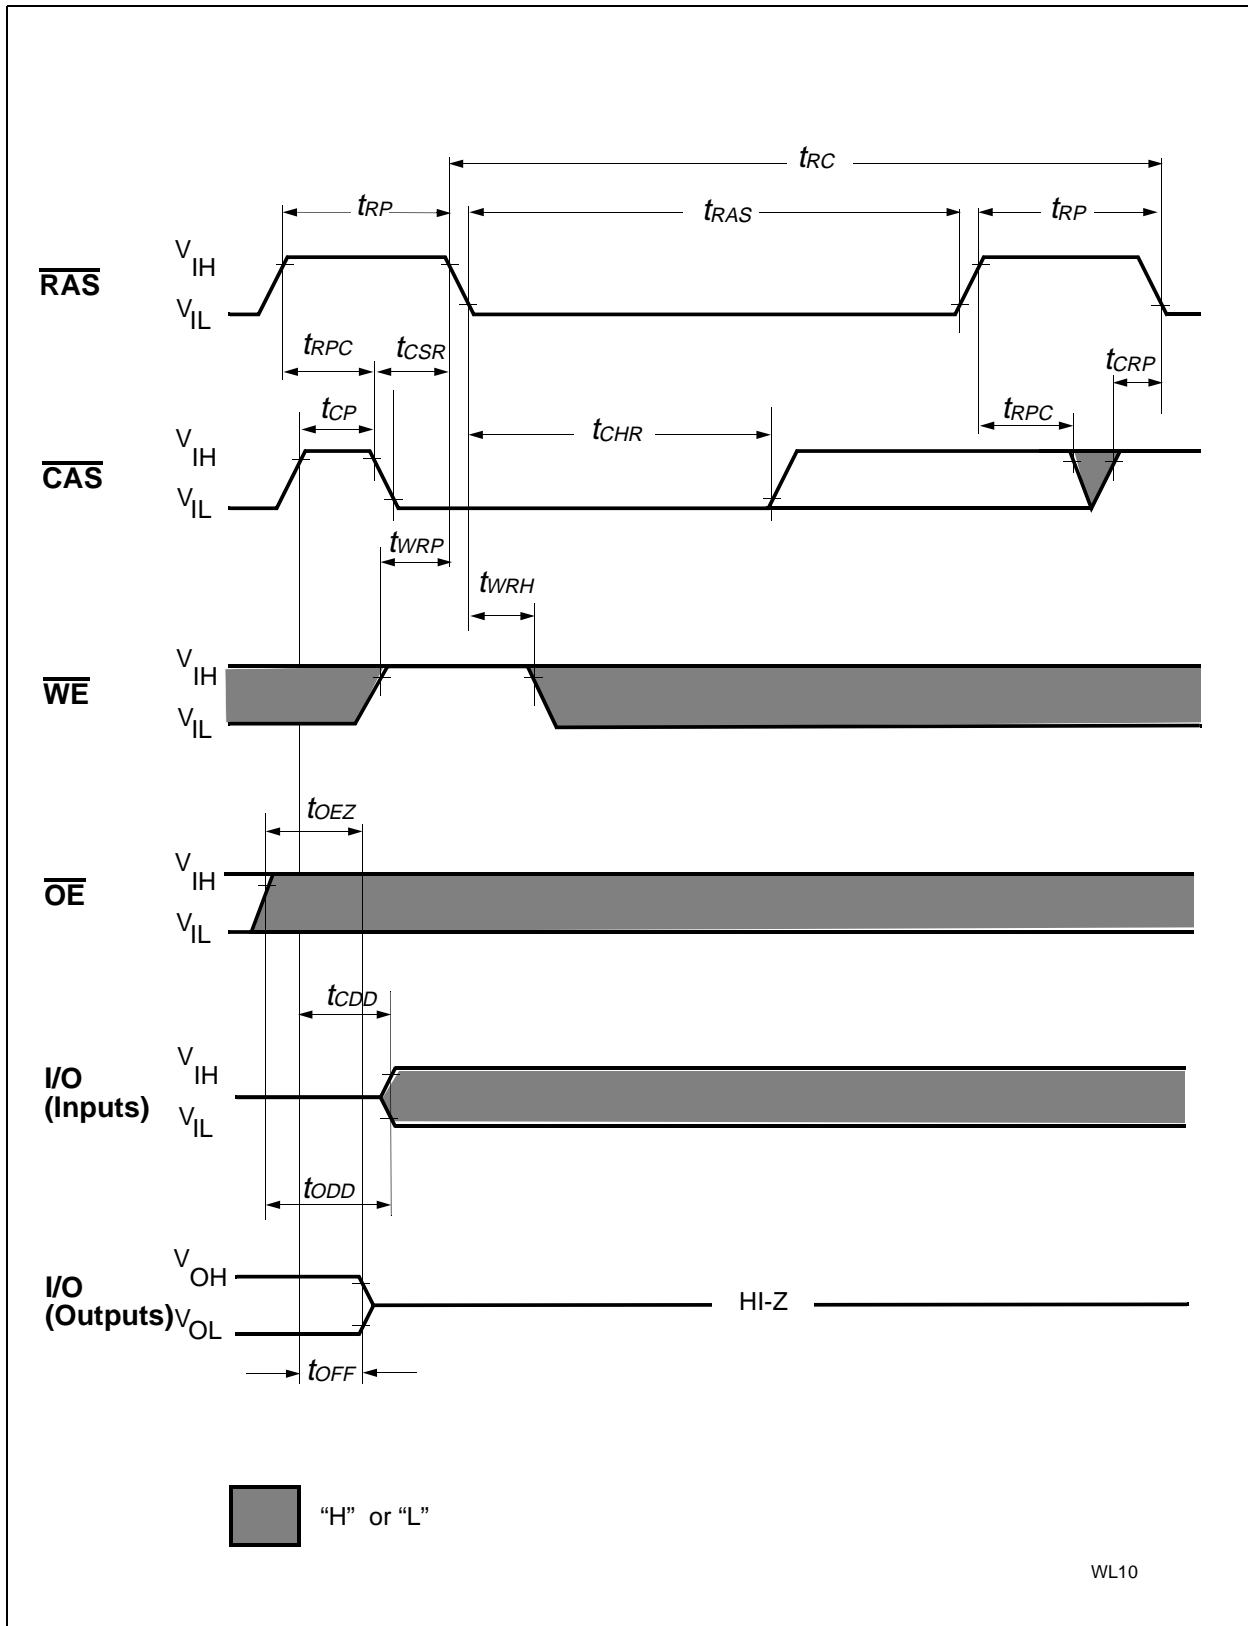 tRC
tRP tRAS tRP
RAS VIH
VIL
tRPC tCSR tCRP
tCP tCHR tRPC
CAS VIH
VIL
tWRP
tWRH
WE VIH
VIL
tOEZ
OE VIH
VIL
tCDD
I/O VIH
(Inputs) VIL
tODD
I/O VOH
HI-Z
(Outputs) VOL
tOFF
“H” or “L”
WL10